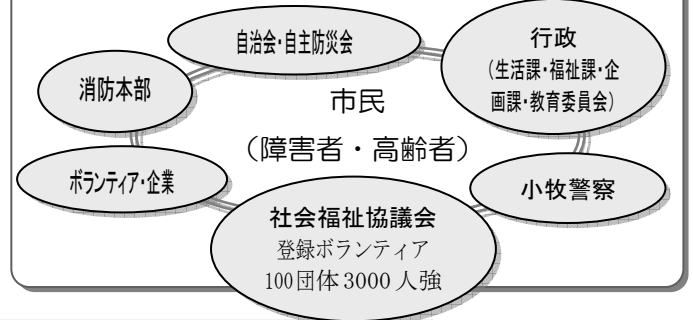 自治会・自主防災会
行政
（生活課・福祉課・企
画課・教育委員会）
消防本部
市民
（障害者・高齢者）
ボランティア・企業
小牧警察
社会福祉協議会
登録ボランティア
100団体3000人強